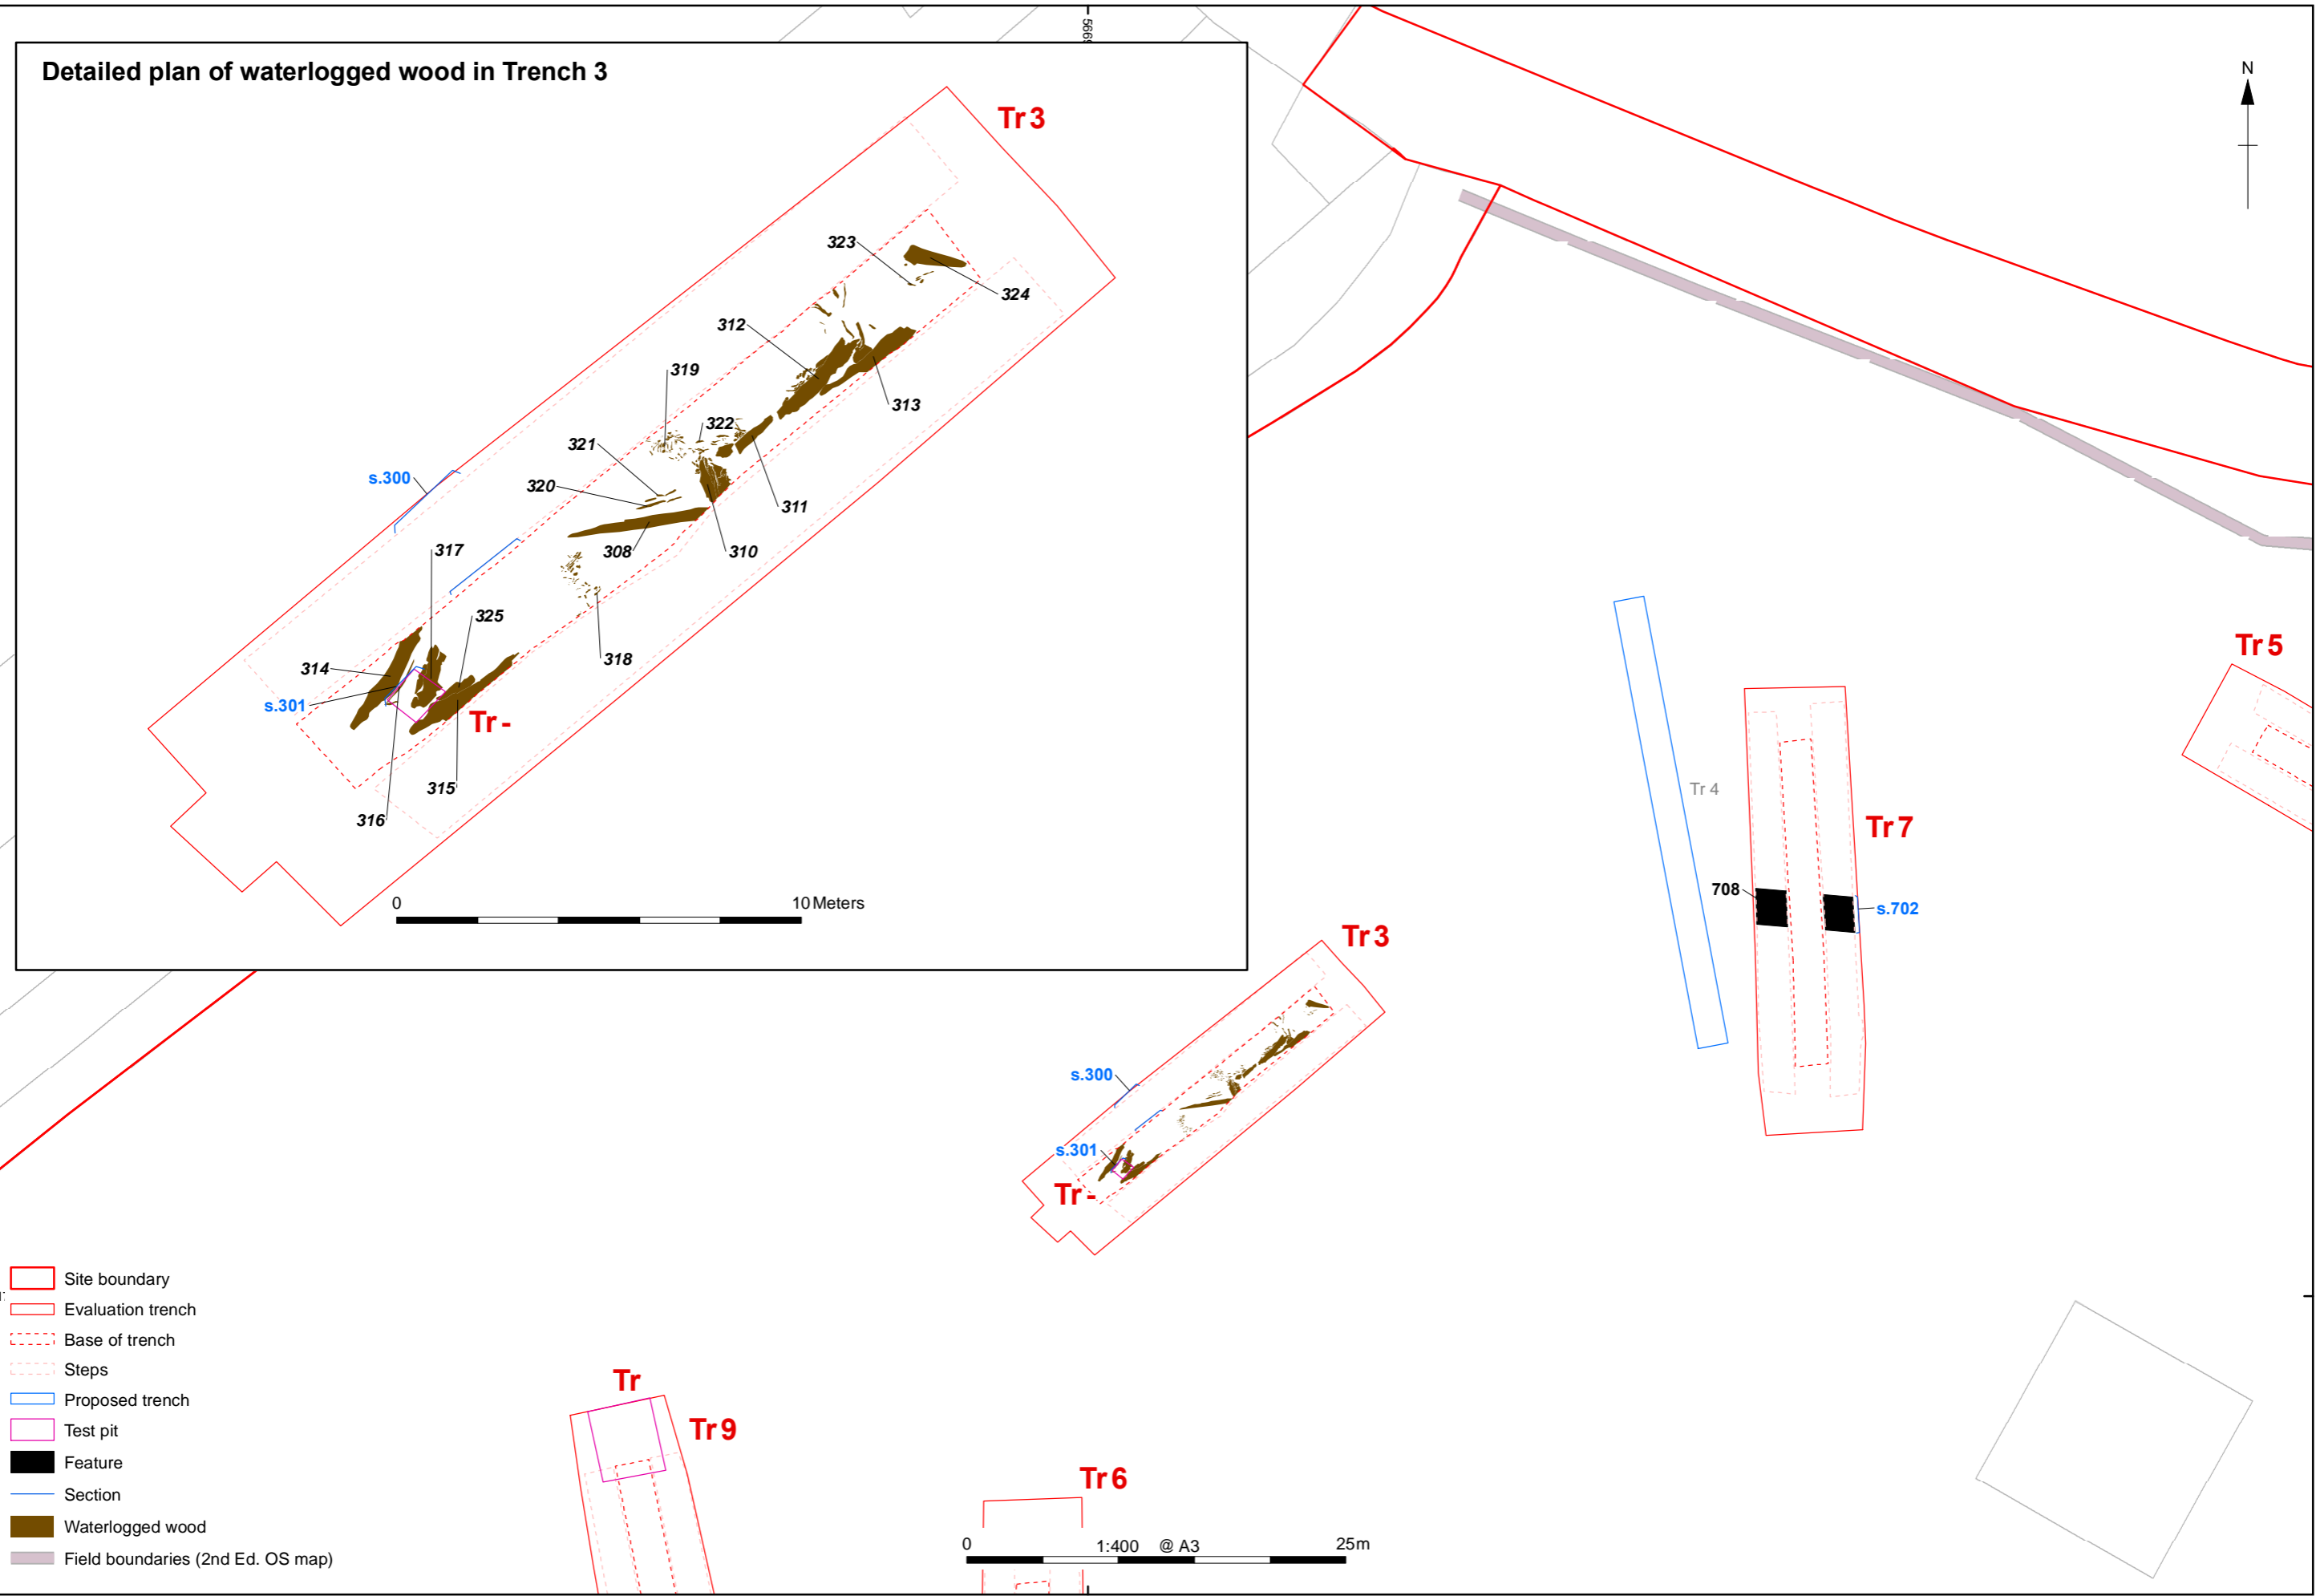 5669
Detailed plan of waterlogged wood in Trench 3
N
Tr 3
323
324
312
319
313
322
321
s.300
320
311
317
308
310
325
318
314
s.301
Tr -
315
316
0 10 Meters
Tr 5
Tr 4
Tr 7
708
s.702
Tr 3
s.300
s.301
Tr -
Site boundary
Evaluation trench
Base of trench
Steps
Proposed trench
Test pit
Feature
Section
Waterlogged wood
Field boundaries (2nd Ed. OS map)
Tr
Tr 9
Tr 6
0 1:400 @ A3 25m